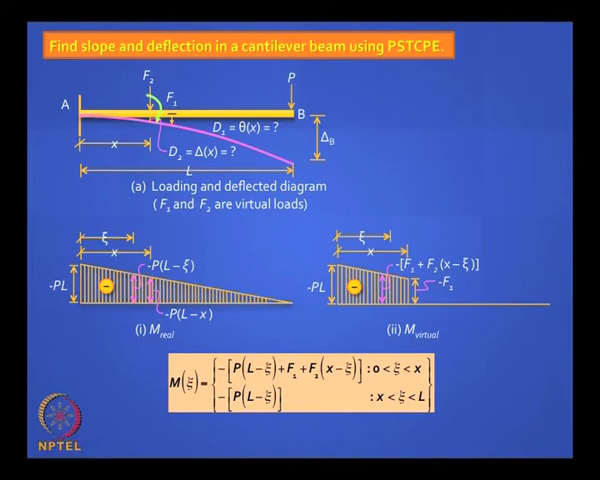 Find slope and deflection in a cantilever beam using PSTCPE.
F₂
P
F₁
A
B
D₁ = θ(x) = ?
x
D₂ = Δ(x) = ?
Δ_B
L
(a) Loading and deflected diagram
( F₁ and F₂ are virtual loads)
ξ
x
-P(L – ξ)
-PL
-P(L – x )
(i) M_real
ξ
x
-[F₁ + F₂ (x – ξ)]
-PL
-F₁
(ii) M_virtual
M(ξ) = { -[P(L-ξ)+F₁+F₂(x-ξ)] : 0 < ξ < x
-[P(L-ξ)] : x < ξ < L }
NPTEL